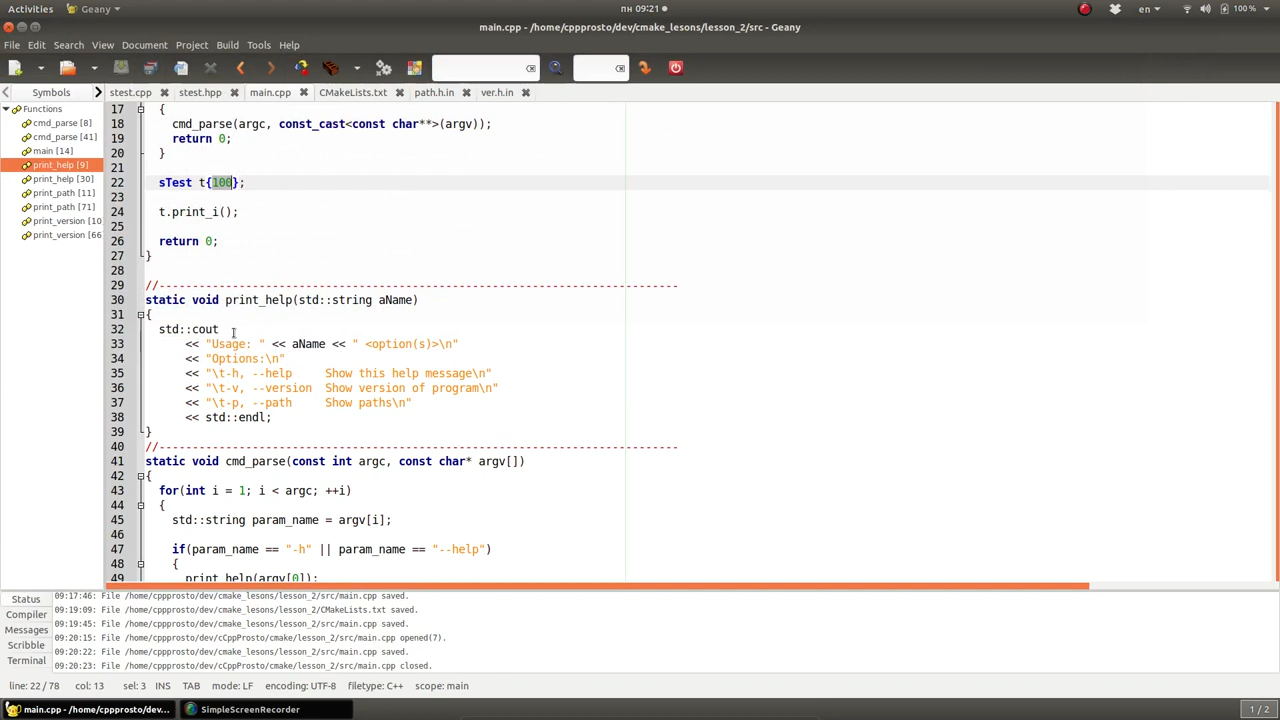 Activities
Geany
пн 09:21
en
100 %
main.cpp - /home/cppprosto/dev/cmake_lesons/lesson_2/src - Geany
File Edit Search View Document Project Build Tools Help
Symbols
stest.cpp
stest.hpp
main.cpp
CMakeLists.txt
path.h.in
ver.h.in
Functions
cmd_parse [8]
cmd_parse [41]
main [14]
print_help [9]
print_help [30]
print_path [11]
print_path [71]
print_version [10
print_version [66
17 {
18 cmd_parse(argc, const_cast<const char**>(argv));
19 return 0;
20 }
21
22 sTest t{100};
23
24 t.print_i();
25
26 return 0;
27 }
28
29 //------------------------------------------------------------------------------
30 static void print_help(std::string aName)
31 {
32 std::cout
33 << "Usage: " << aName << " <option(s)>\n"
34 << "Options:\n"
35 << "\t-h, --help     Show this help message\n"
36 << "\t-v, --version  Show version of program\n"
37 << "\t-p, --path     Show paths\n"
38 << std::endl;
39 }
40 //------------------------------------------------------------------------------
41 static void cmd_parse(const int argc, const char* argv[])
42 {
43 for(int i = 1; i < argc; ++i)
44 {
45 std::string param_name = argv[i];
46
47 if(param_name == "-h" || param_name == "--help")
48 {
49 print_help(argv[0]);
Status
Compiler
Messages
Scribble
Terminal
09:17:46: File /home/cppprosto/dev/cmake_lesons/lesson_2/src/main.cpp saved.
09:19:09: File /home/cppprosto/dev/cmake_lesons/lesson_2/CMakeLists.txt saved.
09:19:45: File /home/cppprosto/dev/cmake_lesons/lesson_2/src/main.cpp saved.
09:20:15: File /home/cppprosto/dev/cCppProsto/cmake/lesson_2/src/main.cpp opened(7).
09:20:22: File /home/cppprosto/dev/cmake_lesons/lesson_2/src/main.cpp saved.
09:20:23: File /home/cppprosto/dev/cCppProsto/cmake/lesson_2/src/main.cpp closed.
line: 22 / 78 col: 13 sel: 3 INS TAB mode: LF encoding: UTF-8 filetype: C++ scope: main
main.cpp - /home/cppprosto/dev...
SimpleScreenRecorder
1 / 2